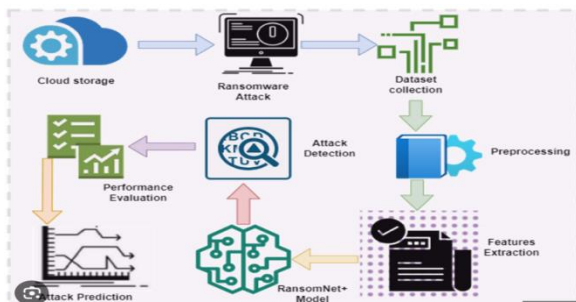 Cloud storage
Ransomware
Attack
Dataset
collection
Preprocessing
Features
Extraction
RansomNet+
Model
Attack
Detection
Performance
Evaluation
Attack Prediction